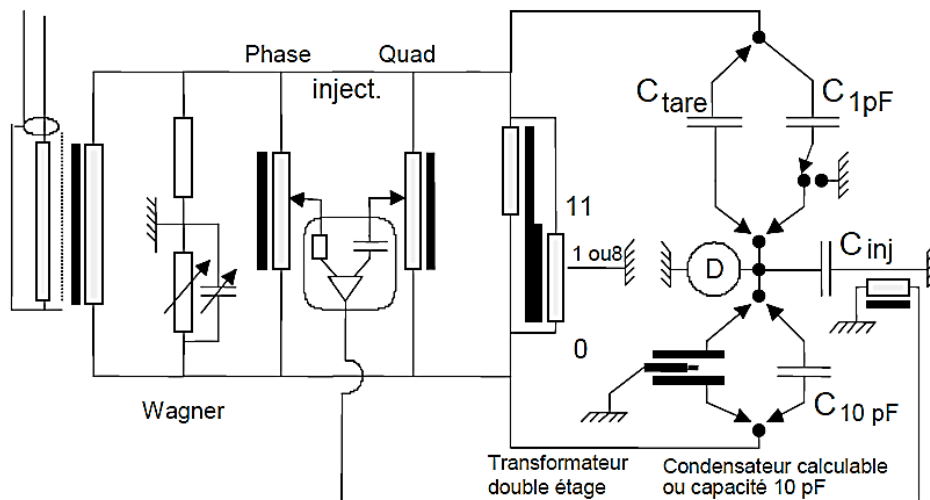 Phase Quad
inject.
C tare
C 1pF
11
1 ou8
D
C inj
0
C 10 pF
Wagner
Transformateur
double étage
Condensateur calculable
ou capacité 10 pF